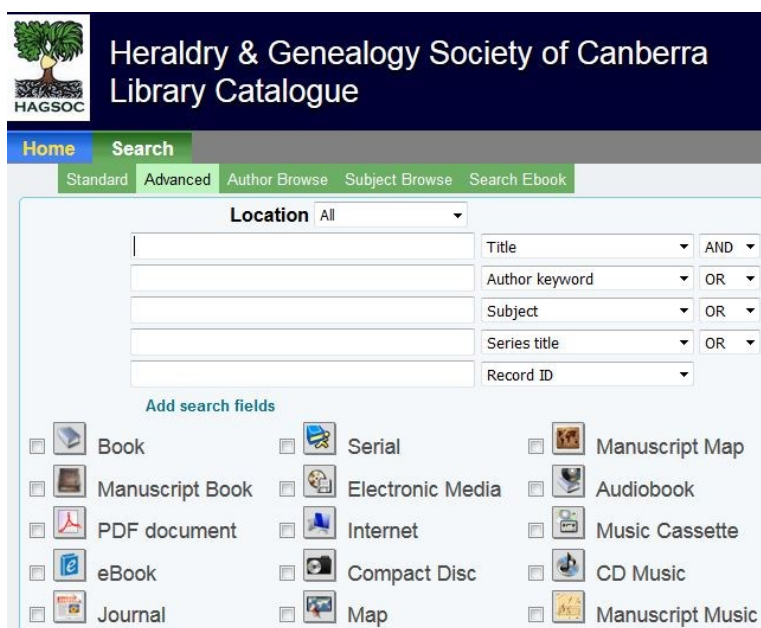 HAGSOC
Heraldry & Genealogy Society of Canberra
Library Catalogue
Home Search
Standard Advanced Author Browse Subject Browse Search Ebook
Location All
Title AND
Author keyword OR
Subject OR
Series title OR
Record ID
Add search fields
Book Serial Manuscript Map
Manuscript Book Electronic Media Audiobook
PDF document Internet Music Cassette
eBook Compact Disc CD Music
Journal Map Manuscript Music